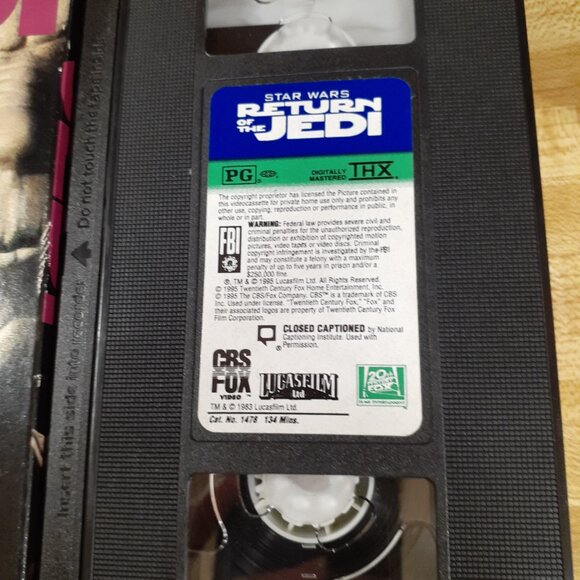 STAR WARS
RETURN
OF THE JEDI
PG
DIGITALLY
MASTERED THX
The copyright proprietor has licensed the Picture contained in
this videocassette for private home use only and prohibits any
other use, copying, reproduction or performance in public, in
whole or in part.
FBI
WARNING: Federal law provides severe civil and
criminal penalties for the unauthorized reproduction,
distribution or exhibition of copyrighted motion
pictures, video tapes or video discs. Criminal
copyright infringement is investigated by the FBI
and may constitute a felony with a maximum
penalty of up to five years in prison and/or a
$250,000 fine.
®, TM & © 1995 Lucasfilm Ltd. All Rights Reserved.
© 1995 Twentieth Century Fox Home Entertainment, Inc.
© 1995 The CBS/Fox Company. CBS™ is a trademark of CBS
Inc. Used under license. "Twentieth Century Fox," "Fox" and
their associated logos are property of Twentieth Century Fox
Film Corporation.
CLOSED CAPTIONED by National
Captioning Institute. Used with
Permission.
®
CBS
FOX
VIDEO ™
LUCASFILM
Ltd
20th
CENTURY
FOX
TM & © 1983 Lucasfilm Ltd.
Cat. No. 1478 134 Mins.
Insert this side into recorder
Do not touch the tape inside